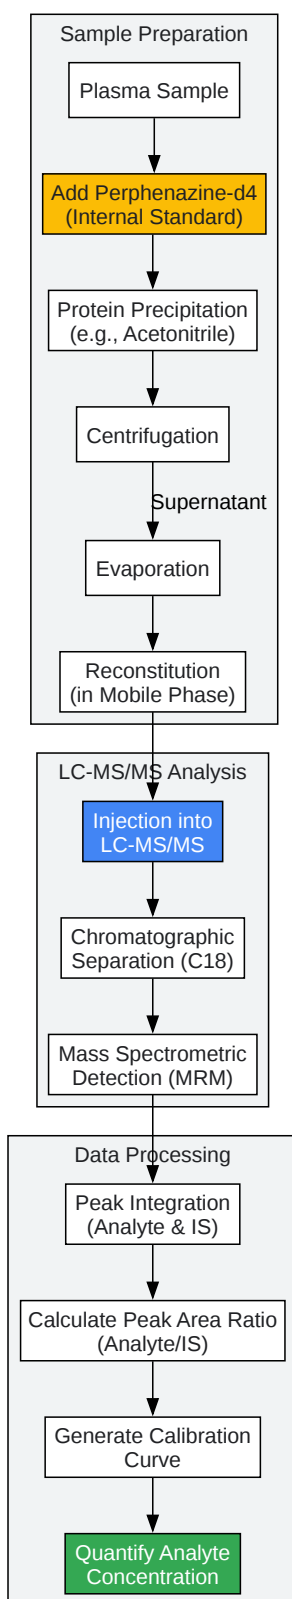 Sample Preparation
Plasma Sample
Add Perphenazine-d4
(Internal Standard)
Protein Precipitation
(e.g., Acetonitrile)
Centrifugation
Supernatant
Evaporation
Reconstitution
(in Mobile Phase)
LC-MS/MS Analysis
Injection into
LC-MS/MS
Chromatographic
Separation (C18)
Mass Spectrometric
Detection (MRM)
Data Processing
Peak Integration
(Analyte & IS)
Calculate Peak Area Ratio
(Analyte/IS)
Generate Calibration
Curve
Quantify Analyte
Concentration